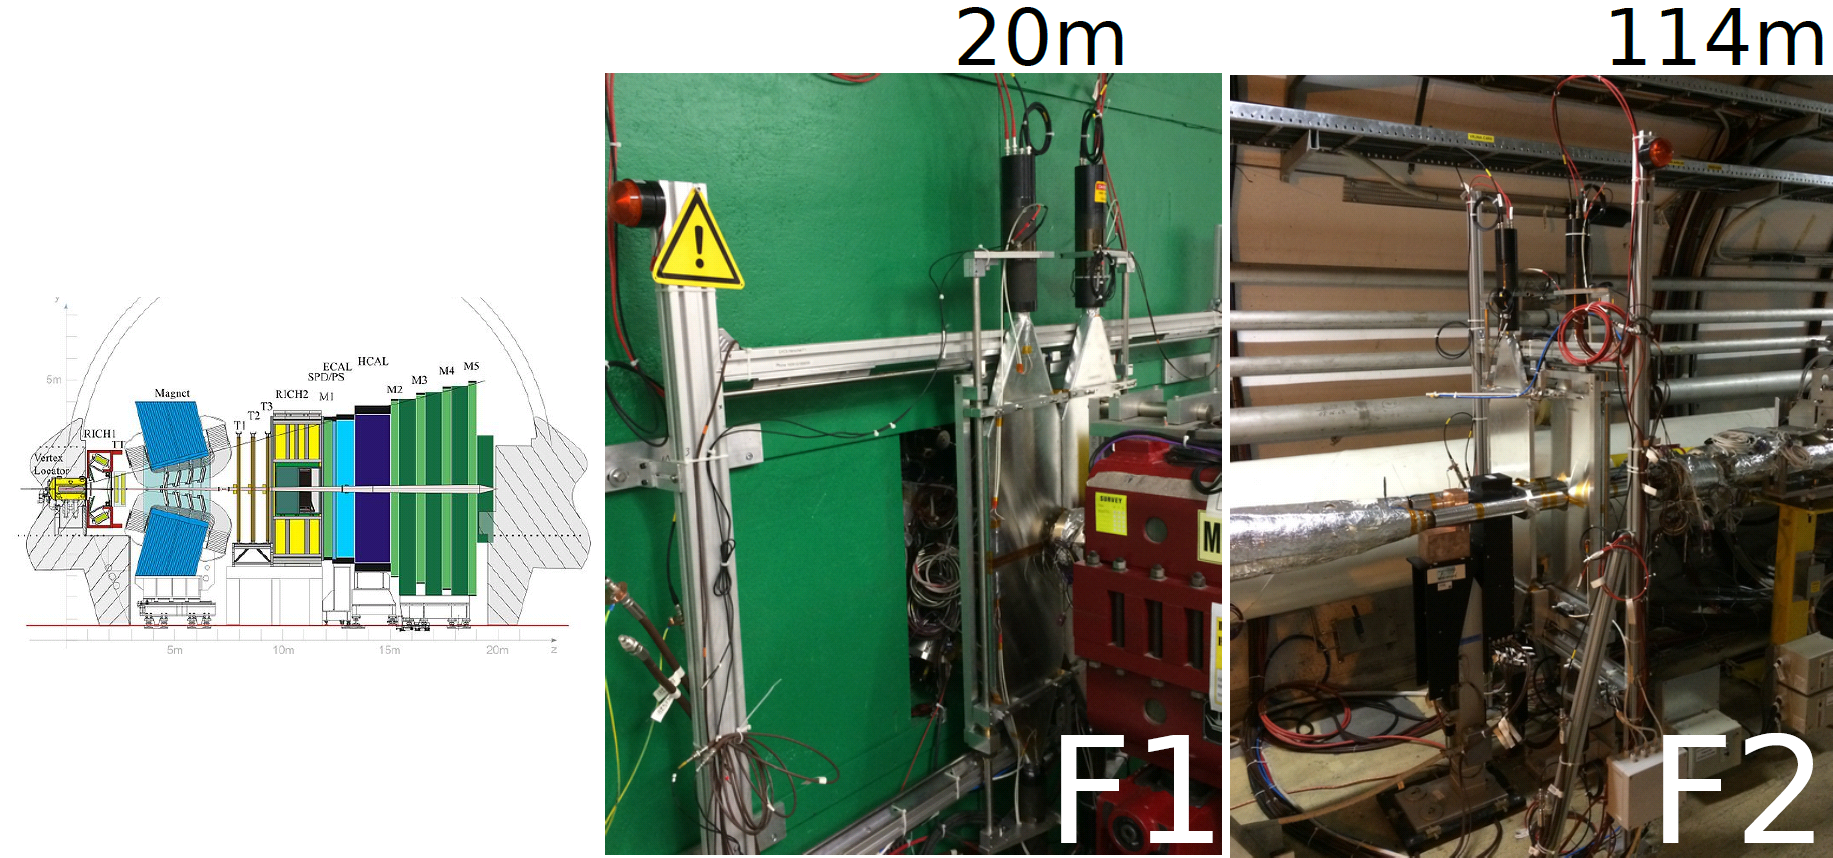 20m
114m
y
5m
Magnet
RICH1
TT
Vertex
Locator
T1
T2
T3
RICH2
M1
SPD/PS
ECAL
HCAL
M2
M3
M4
M5
5m
10m
15m
20m
z
!
SURVEY
M
F1
F2